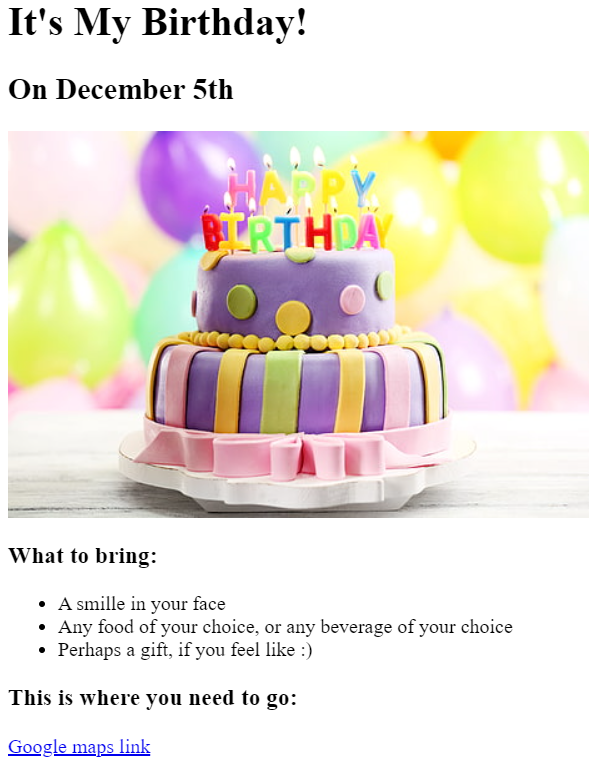 It's My Birthday!
On December 5th
HAPPY
BIRTHDAY
What to bring:
A smille in your face
Any food of your choice, or any beverage of your choice
Perhaps a gift, if you feel like :)
This is where you need to go:
Google maps link